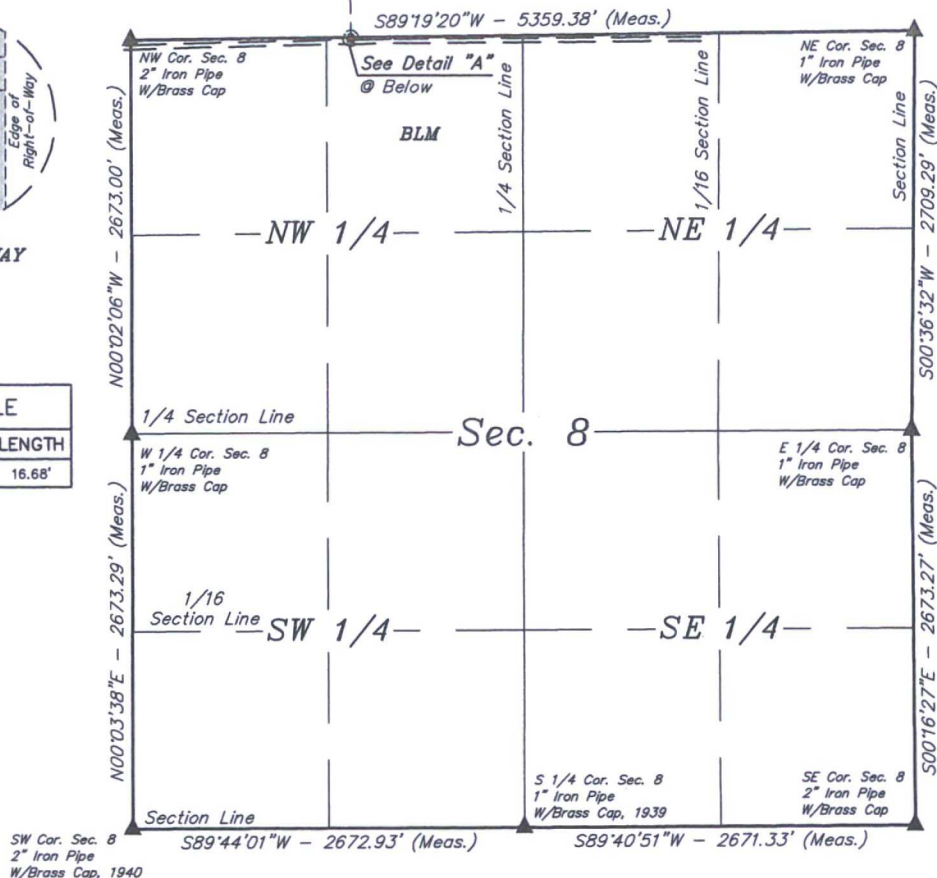 S89°19'20"W - 5359.38' (Meas.)
NW Cor. Sec. 8
2" Iron Pipe
W/Brass Cap
See Detail "A"
@ Below
BLM
NE Cor. Sec. 8
1" Iron Pipe
W/Brass Cap
Edge of
Right-of-Way
N00°02'06"W - 2673.00' (Meas.)
1/4 Section Line
1/16 Section Line
Section Line
S00°36'32"W - 2709.29' (Meas.)
NW 1/4
NE 1/4
LENGTH
16.68'
1/4 Section Line
Sec. 8
W 1/4 Cor. Sec. 8
1" Iron Pipe
W/Brass Cap
E 1/4 Cor. Sec. 8
1" Iron Pipe
W/Brass Cap
N00°03'38"E - 2673.29' (Meas.)
1/16
Section Line
SW 1/4
SE 1/4
S00°16'27"E - 2673.27' (Meas.)
S 1/4 Cor. Sec. 8
1" Iron Pipe
W/Brass Cap, 1939
SE Cor. Sec. 8
2" Iron Pipe
W/Brass Cap
Section Line
SW Cor. Sec. 8
2" Iron Pipe
W/Brass Cap, 1940
S89°44'01"W - 2672.93' (Meas.)
S89°40'51"W - 2671.33' (Meas.)